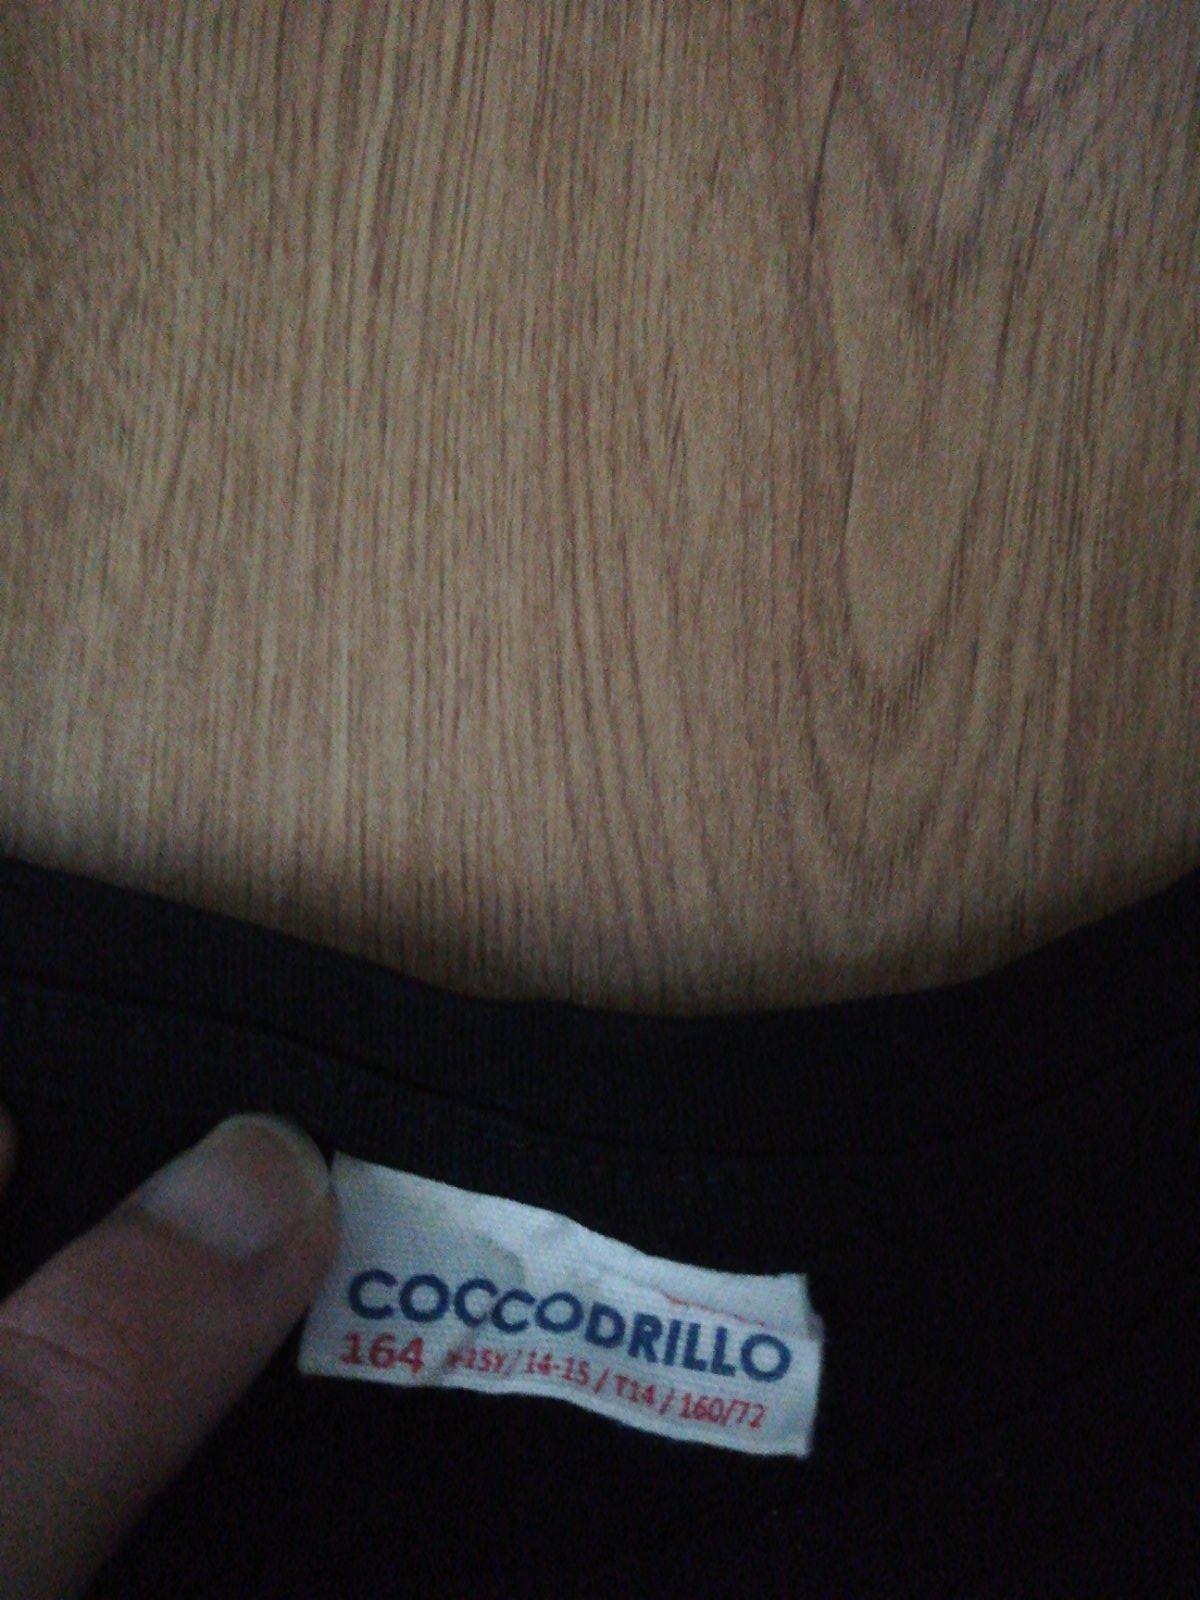 COCCODRILLO
164 +15Y/ 14-15 / T14 / 160/72